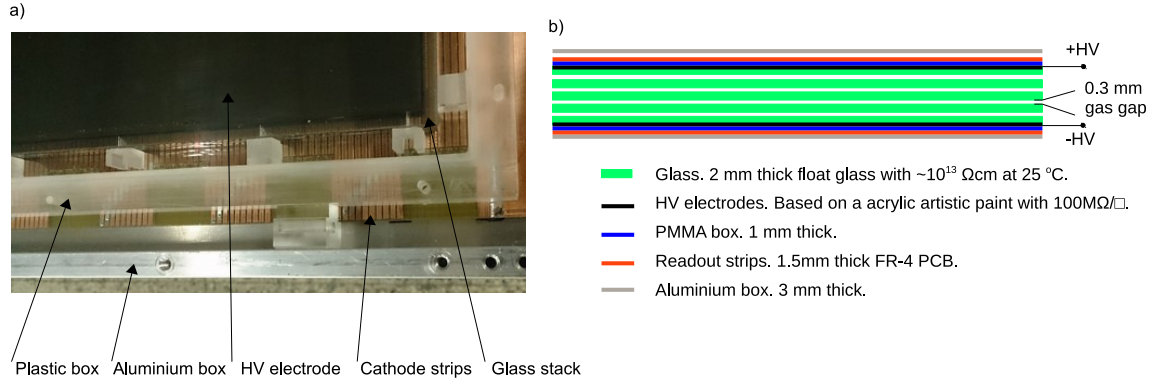 a)
b)
+HV
0.3 mm
gas gap
-HV
Glass. 2 mm thick float glass with ~10¹³ Ωcm at 25 °C.
HV electrodes. Based on a acrylic artistic paint with 100MΩ/□.
PMMA box. 1 mm thick.
Readout strips. 1.5mm thick FR-4 PCB.
Aluminium box. 3 mm thick.
Plastic box
Aluminium box
HV electrode
Cathode strips
Glass stack